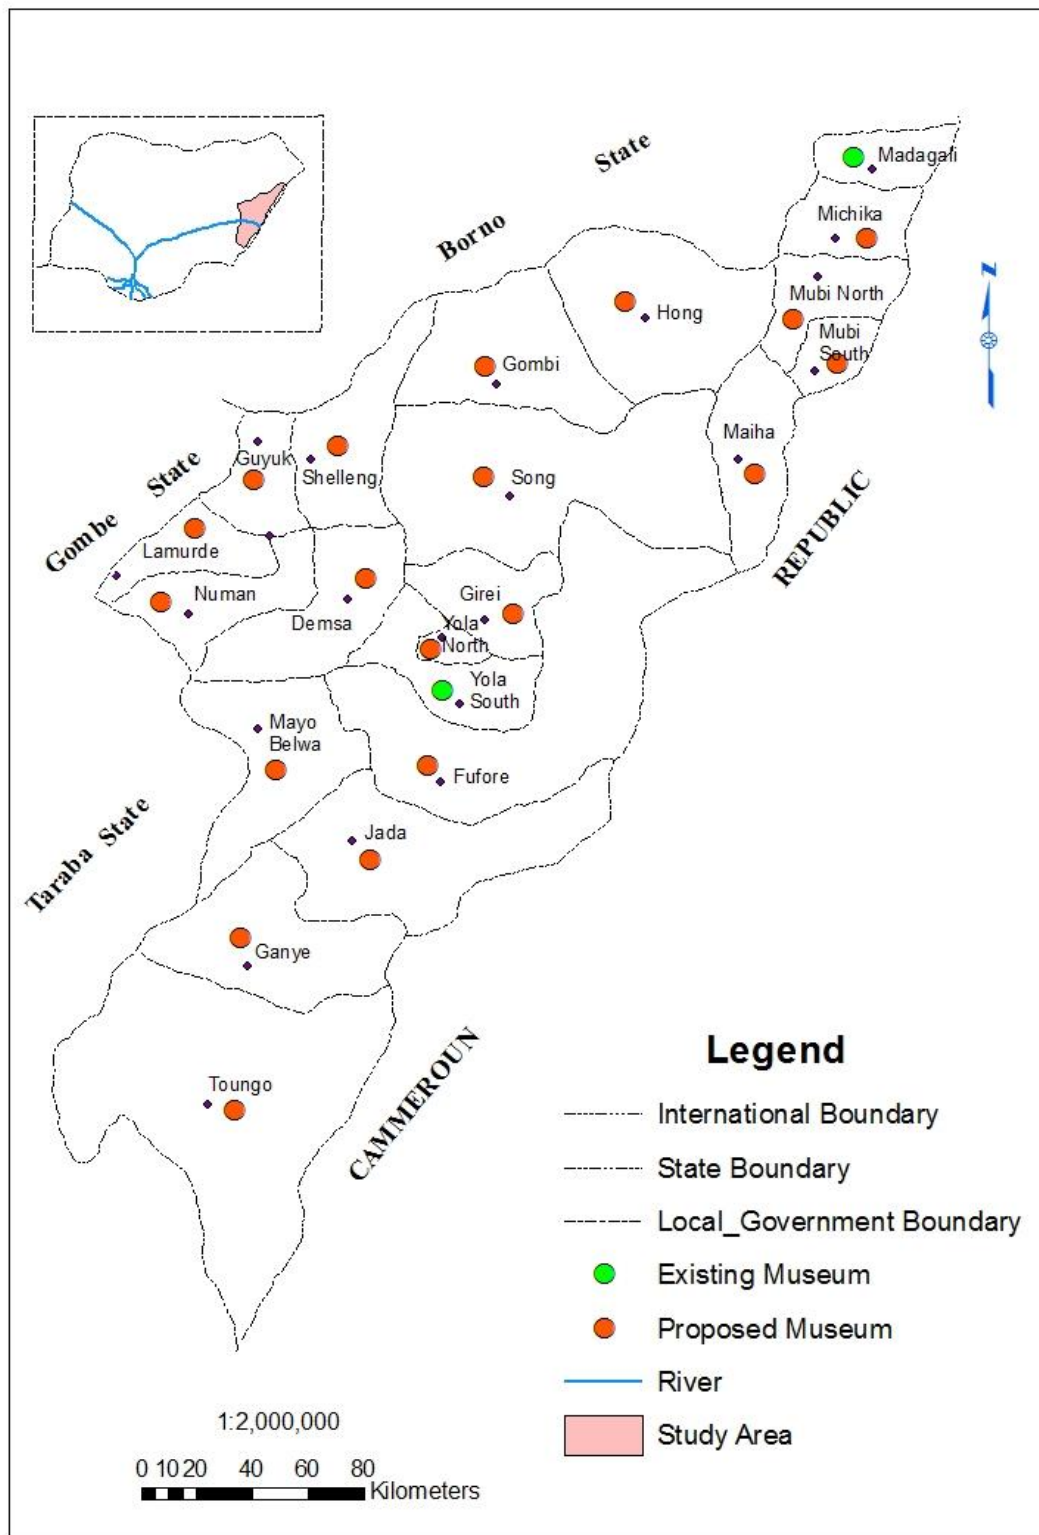 State
Madagali
Michika
Borno
N
Mubi North
Hong
Mubi
South
Gombi
Maiha
Guyuk
State
Shelleng
Song
REPUBLIC
Gombe
Lamurde
Numan
Girei
Demsa
Yola
North
Yola
South
Mayo
Belwa
Fufore
Jada
Taraba State
Ganye
Toungo
CAMMEROUN
Legend
International Boundary
State Boundary
Local_Government Boundary
Existing Museum
Proposed Museum
River
Study Area
1:2,000,000
0 10 20 40 60 80
Kilometers